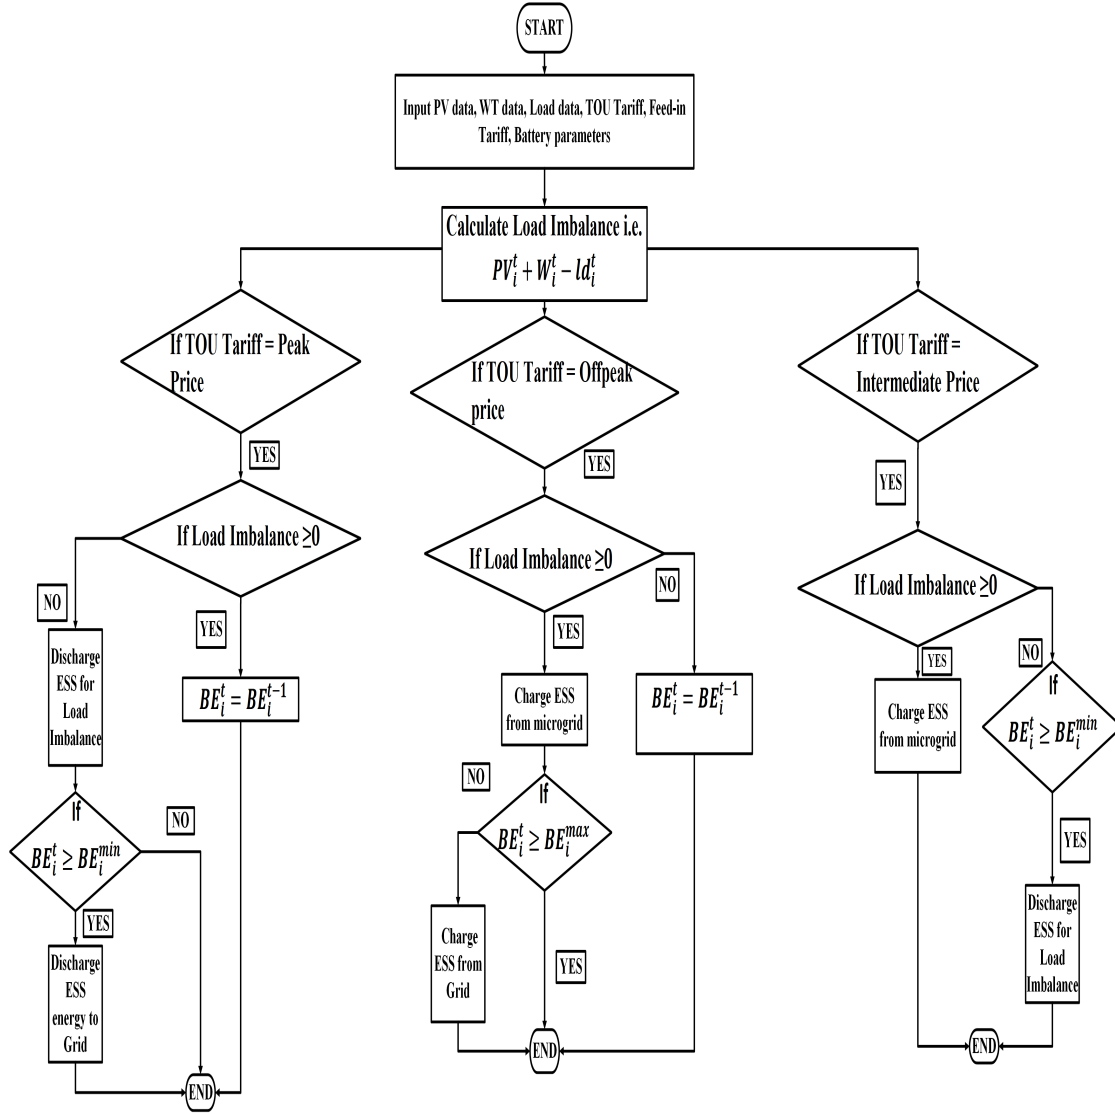 START
Input PV data, WT data, Load data, TOU Tariff, Feed-in
Tariff, Battery parameters
Calculate Load Imbalance i.e.
PV_i^t + W_i^t − ld_i^t
If TOU Tariff = Peak
Price
If TOU Tariff = Offpeak
price
If TOU Tariff =
Intermediate Price
YES
YES
YES
If Load Imbalance ≥0
If Load Imbalance ≥0
If Load Imbalance ≥0
NO
YES
YES
NO
YES
NO
Discharge
ESS for
Load
Imbalance
BE_i^t = BE_i^{t−1}
Charge ESS
from microgrid
BE_i^t = BE_i^{t−1}
Charge ESS
from microgrid
If
BE_i^t ≥ BE_i^{min}
If
BE_i^t ≥ BE_i^{min}
NO
YES
NO
If
BE_i^t ≥ BE_i^{max}
YES
Discharge
ESS
energy to
Grid
Charge
ESS from
Grid
YES
Discharge
ESS for
Load
Imbalance
END
END
END